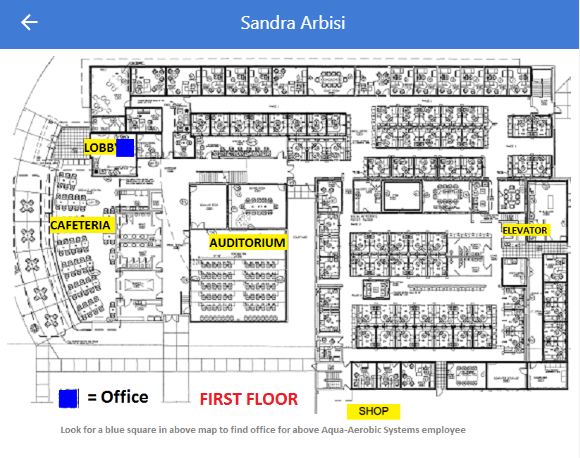 Sandra Arbisi
LOBBY
CAFETERIA
AUDITORIUM
ELEVATOR
= Office
FIRST FLOOR
SHOP
Look for a blue square in above map to find office for above Aqua-Aerobic Systems employee